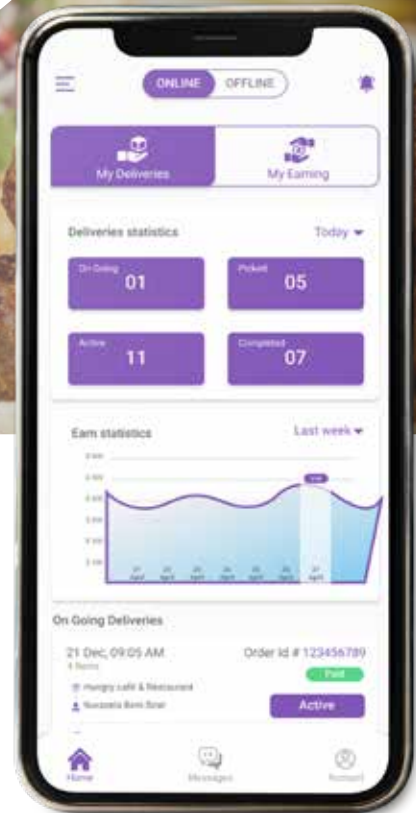 ONLINE OFFLINE
My Deliveries My Earning
Deliveries statistics Today
On Going Picked
01 05
Active Completed
11 07
Earn statistics Last week
On Going Deliveries
21 Dec, 09:05 AM Order Id # 123456789
4 Items Paid
Hungry café & Restaurant
Active
Home Messages Account